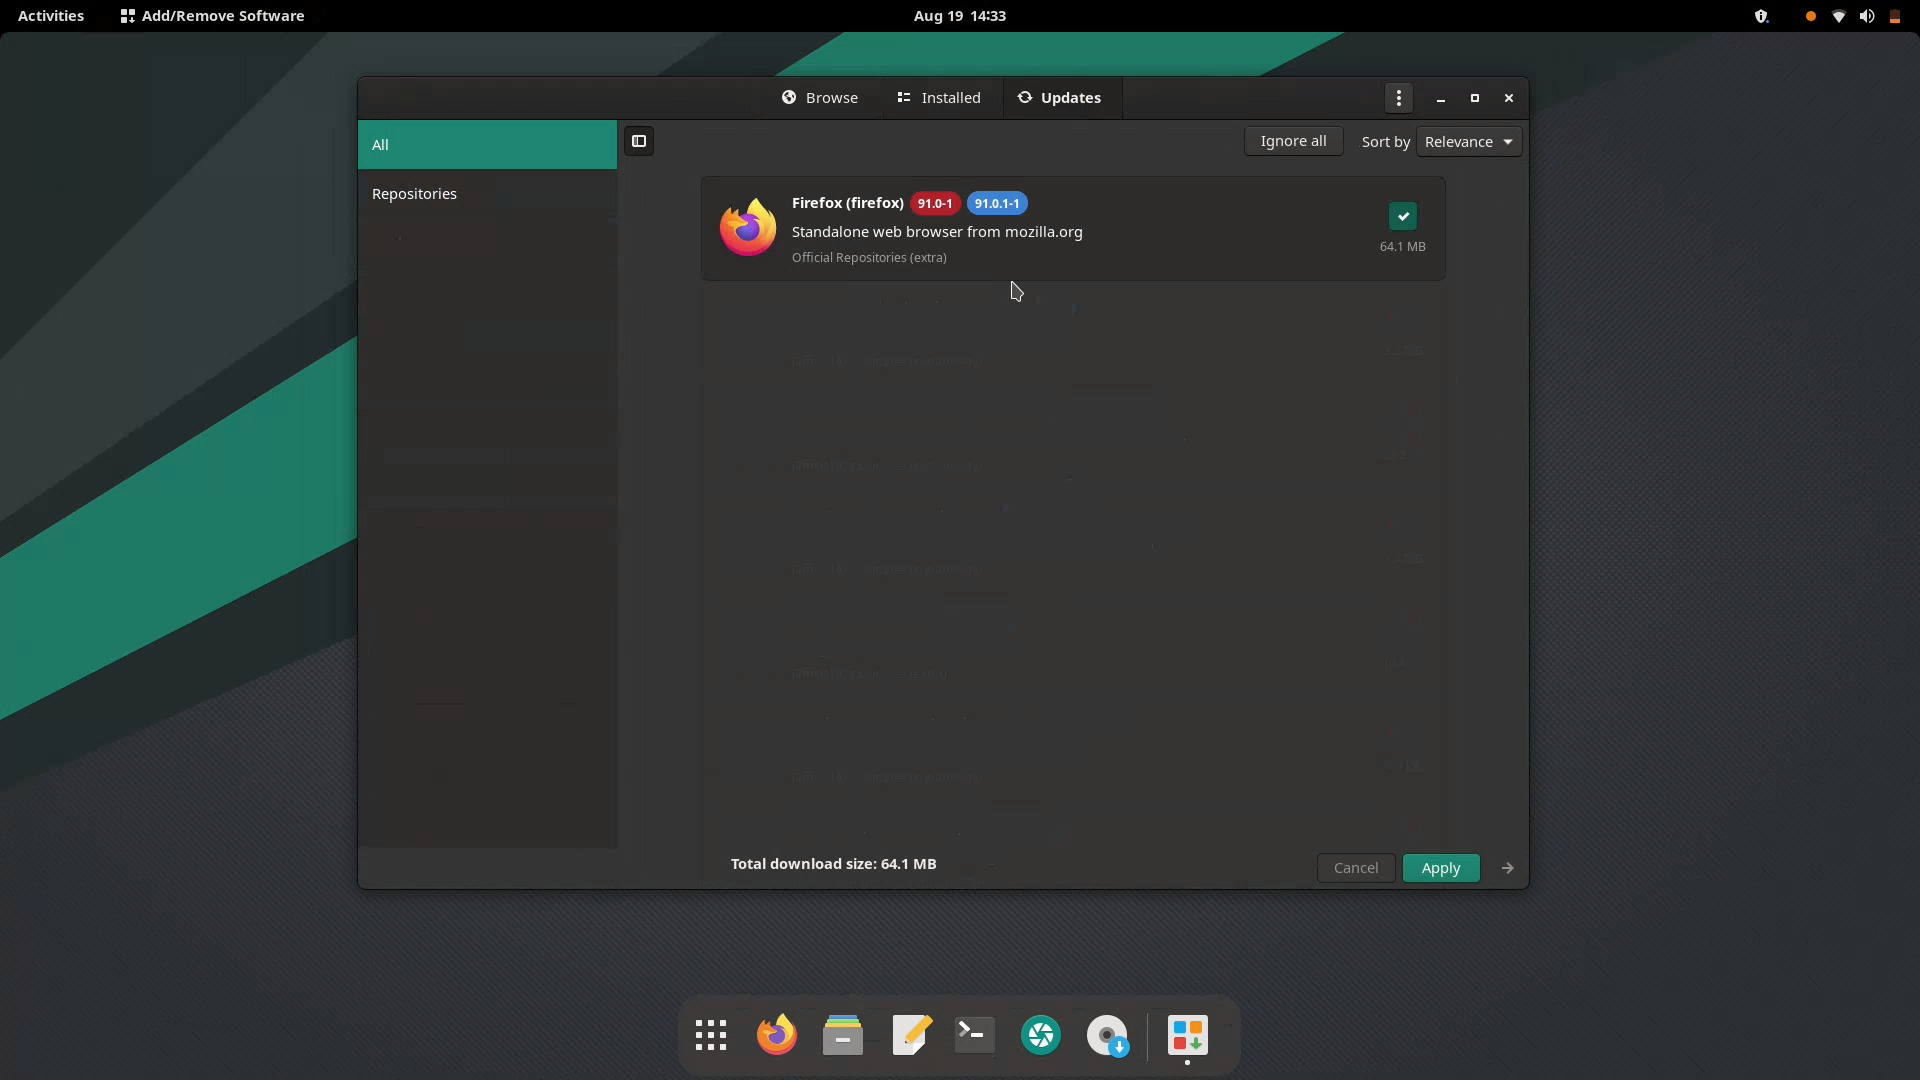 Activities Add/Remove Software Aug 19 14:33
Browse Installed Updates
All Ignore all Sort by Relevance
Repositories
Firefox (firefox) 91.0-1 91.0.1-1
Standalone web browser from mozilla.org
64.1 MB
Official Repositories (extra)
Total download size: 64.1 MB Cancel Apply